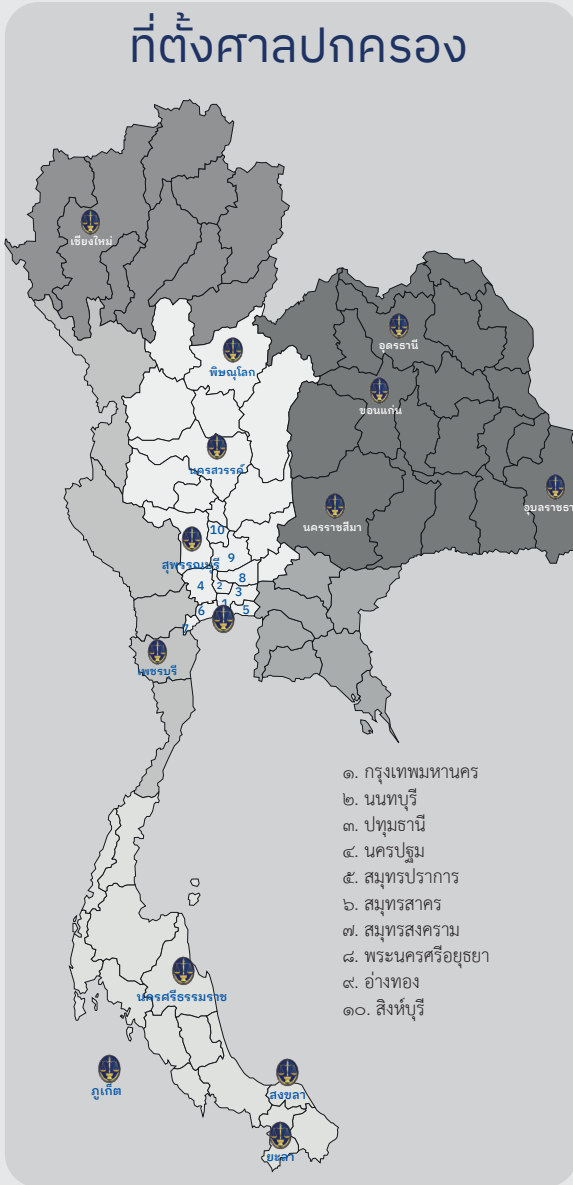 ที่ตั้งศาลปกครอง
เชียงใหม่
อุดรธานี
พิษณุโลก
ขอนแก่น
นครสวรรค์
อุบลราชธา
นครราชสีมา
10
สุพรรณบุรี
9
8
4
2
3
1
5
6
7
เพชรบุรี
๑. กรุงเทพมหานคร
๒. นนทบุรี
๓. ปทุมธานี
๔. นครปฐม
๕. สมุทรปราการ
๖. สมุทรสาคร
๗. สมุทรสงคราม
๘. พระนครศรีอยุธยา
๙. อ่างทอง
๑๐. สิงห์บุรี
นครศรีธรรมราช
ภูเก็ต
สงขลา
ยะลา